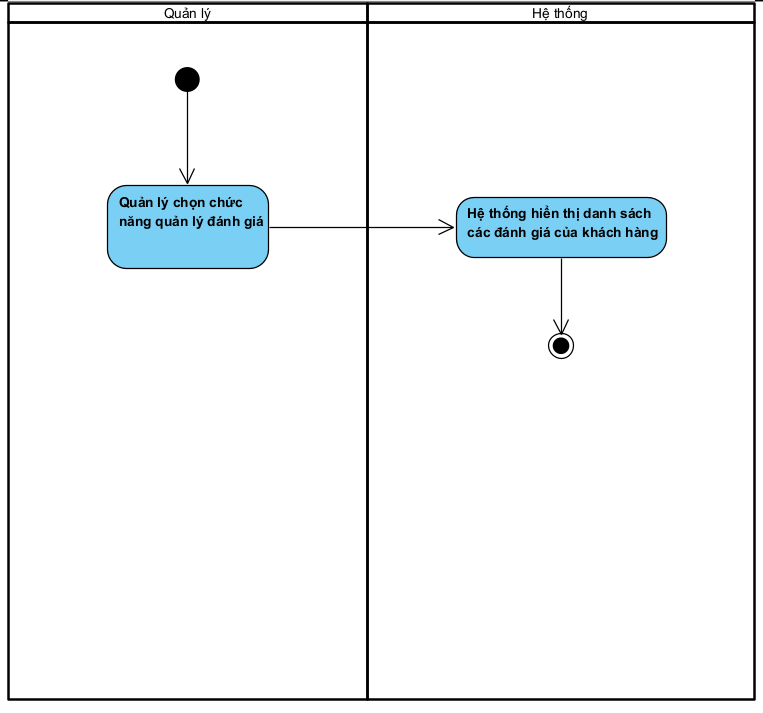 Quản lý
Hệ thống
Quản lý chọn chức
năng quản lý đánh giá
Hệ thống hiển thị danh sách
các đánh giá của khách hàng